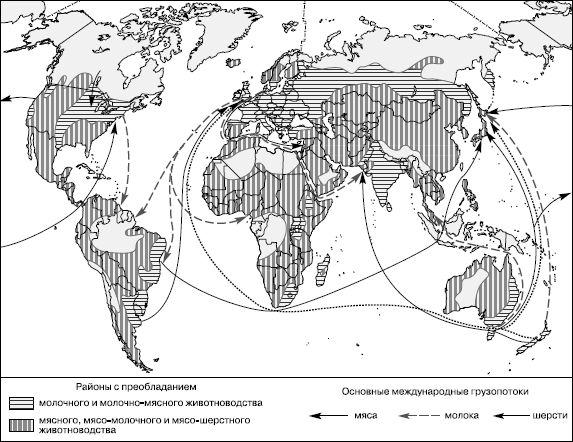 Районы с преобладанием
молочного и молочно-мясного животноводства
мясного, мясо-молочного и мясо-шерстного
животноводства
Основные международные грузопотоки
мяса
молока
шерсти